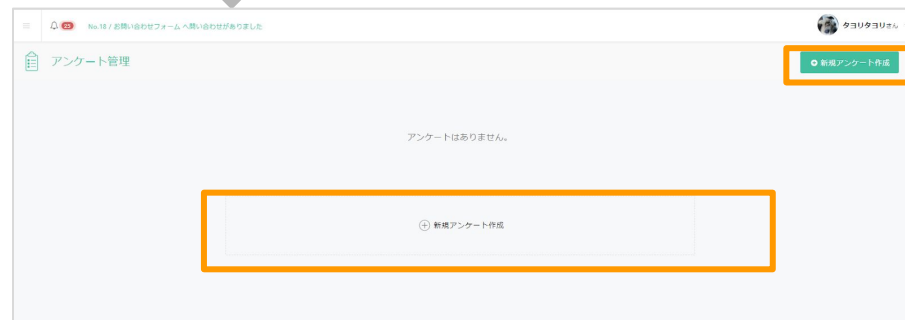 25 No.18 / お問い合わせフォーム へ問い合わせがありました
タヨリタヨリさん
アンケート管理
新規アンケート作成
アンケートはありません。
新規アンケート作成